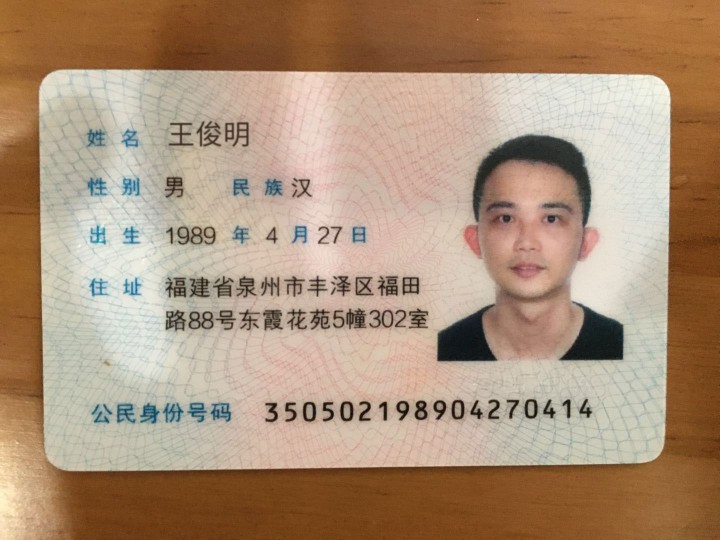 姓名 王俊明
性别 男 民族 汉
出生 1989 年 4 月 27 日
住址 福建省泉州市丰泽区福田
路88号东霞花苑5幢302室
公民身份号码 350502198904270414